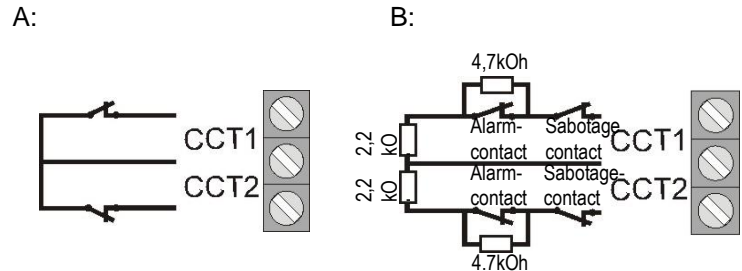 A:
B:
CCT1
CCT2
4,7kOh
2,2
kO
Alarm-
contact
Sabotage
contact
CCT1
2,2
kO
Alarm-
contact
Sabotage-
contact
CCT2
4,7kOh